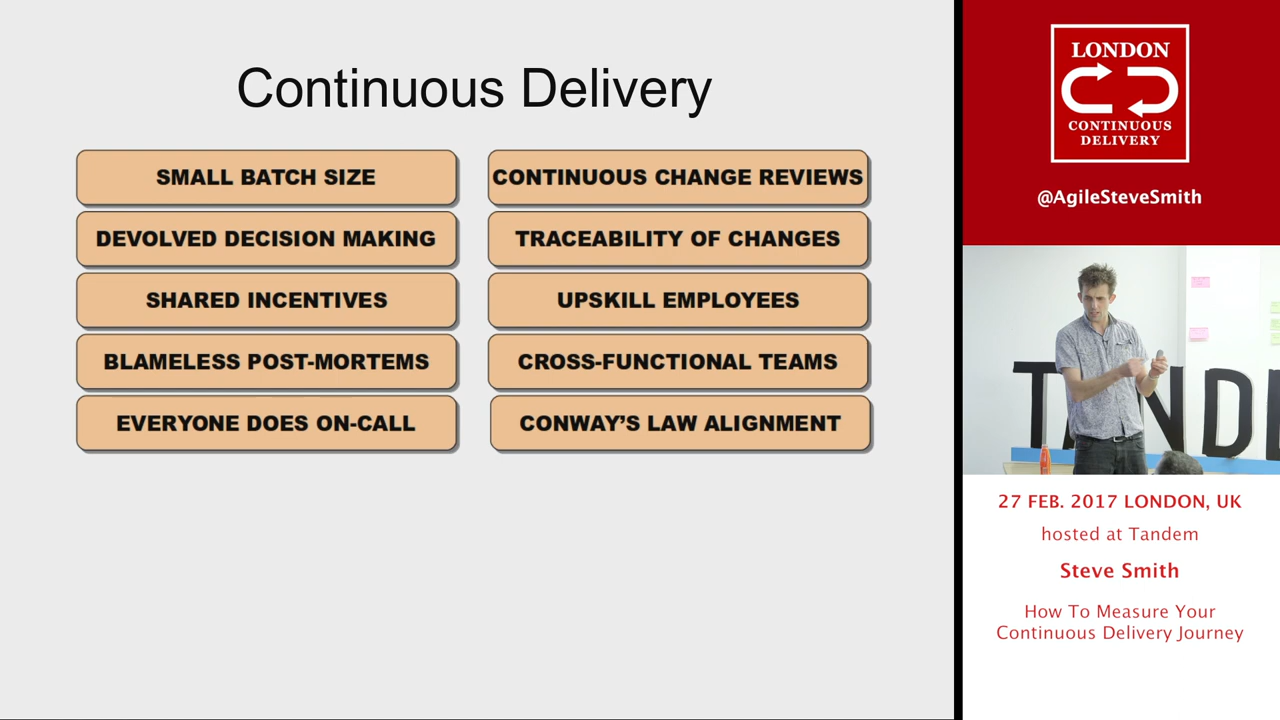 Continuous Delivery
SMALL BATCH SIZE
CONTINUOUS CHANGE REVIEWS
DEVOLVED DECISION MAKING
TRACEABILITY OF CHANGES
SHARED INCENTIVES
UPSKILL EMPLOYEES
BLAMELESS POST-MORTEMS
CROSS-FUNCTIONAL TEAMS
EVERYONE DOES ON-CALL
CONWAY'S LAW ALIGNMENT
LONDON
CONTINUOUS
DELIVERY
@AgileSteveSmith
TANDE
27 FEB. 2017 LONDON, UK
hosted at Tandem
Steve Smith
How To Measure Your
Continuous Delivery Journey